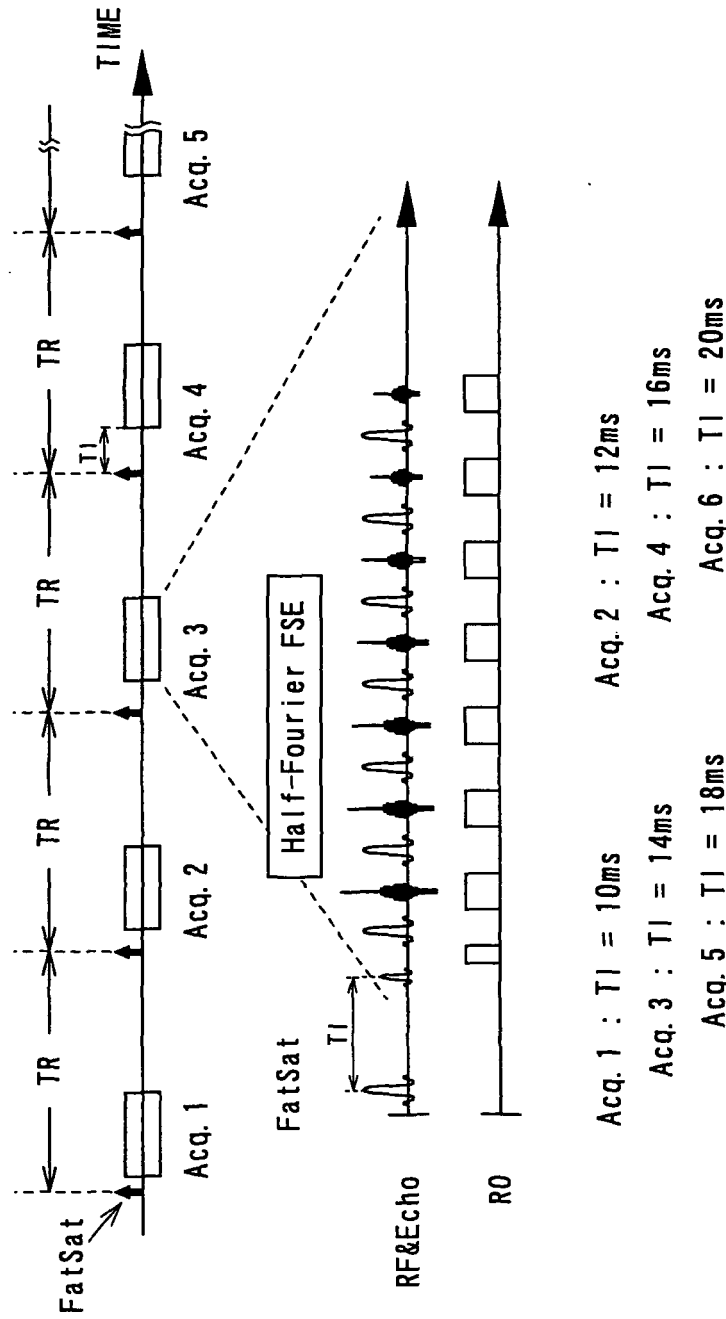 TR TR TR TR
FatSat
TI
TIME
Acq. 1 Acq. 2 Acq. 3 Acq. 4 Acq. 5
Half-Fourier FSE
FatSat
TI
RF&Echo
RO
Acq. 1 : TI = 10ms Acq. 2 : TI = 12ms
Acq. 3 : TI = 14ms Acq. 4 : TI = 16ms
Acq. 5 : TI = 18ms Acq. 6 : TI = 20ms